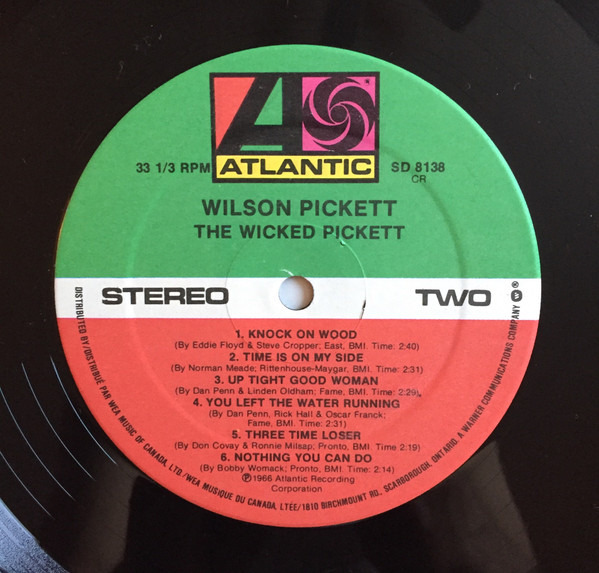 33 1/3 RPM ATLANTIC SD 8138
CR
WILSON PICKETT
THE WICKED PICKETT
STEREO TWO
1. KNOCK ON WOOD
(By Eddie Floyd & Steve Cropper; East, BMI. Time: 2:40)
2. TIME IS ON MY SIDE
(By Norman Meade; Rittenhouse-Maygar, BMI. Time: 2:31)
3. UP TIGHT GOOD WOMAN
(By Dan Penn & Linden Oldham; Fame, BMI. Time: 2:29)
4. YOU LEFT THE WATER RUNNING
(By Dan Penn, Rick Hall & Oscar Franck;
Fame, BMI. Time: 2:31)
5. THREE TIME LOSER
(By Don Covay & Ronnie Milsap; Pronto, BMI. Time 2:19)
6. NOTHING YOU CAN DO
(By Bobby Womack; Pronto, BMI. Time: 2:14)
℗1966 Atlantic Recording
Corporation
DISTRIBUTED BY/DISTRIBUÉ PAR WEA MUSIC OF CANADA, LTD./WEA MUSIQUE DU CANADA, LTÉE/1810 BIRCHMOUNT RD., SCARBOROUGH, ONTARIO, A WARNER COMMUNICATIONS COMPANY ®